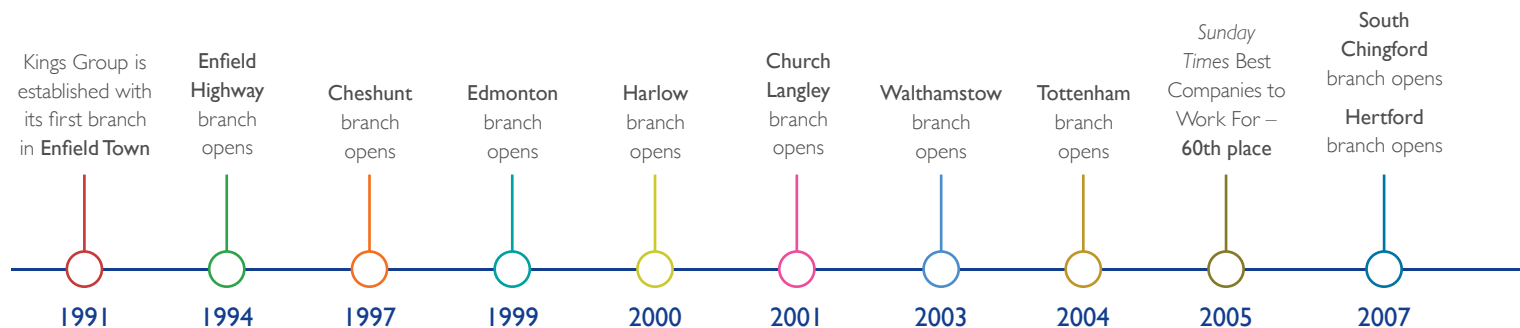 Kings Group is
established with
its first branch
in Enfield Town
1991
Enfield
Highway
branch
opens
1994
Cheshunt
branch
opens
1997
Edmonton
branch
opens
1999
Harlow
branch
opens
2000
Church
Langley
branch
opens
2001
Walthamstow
branch
opens
2003
Tottenham
branch
opens
2004
Sunday
Times Best
Companies to
Work For –
60th place
2005
South
Chingford
branch opens
Hertford
branch opens
2007